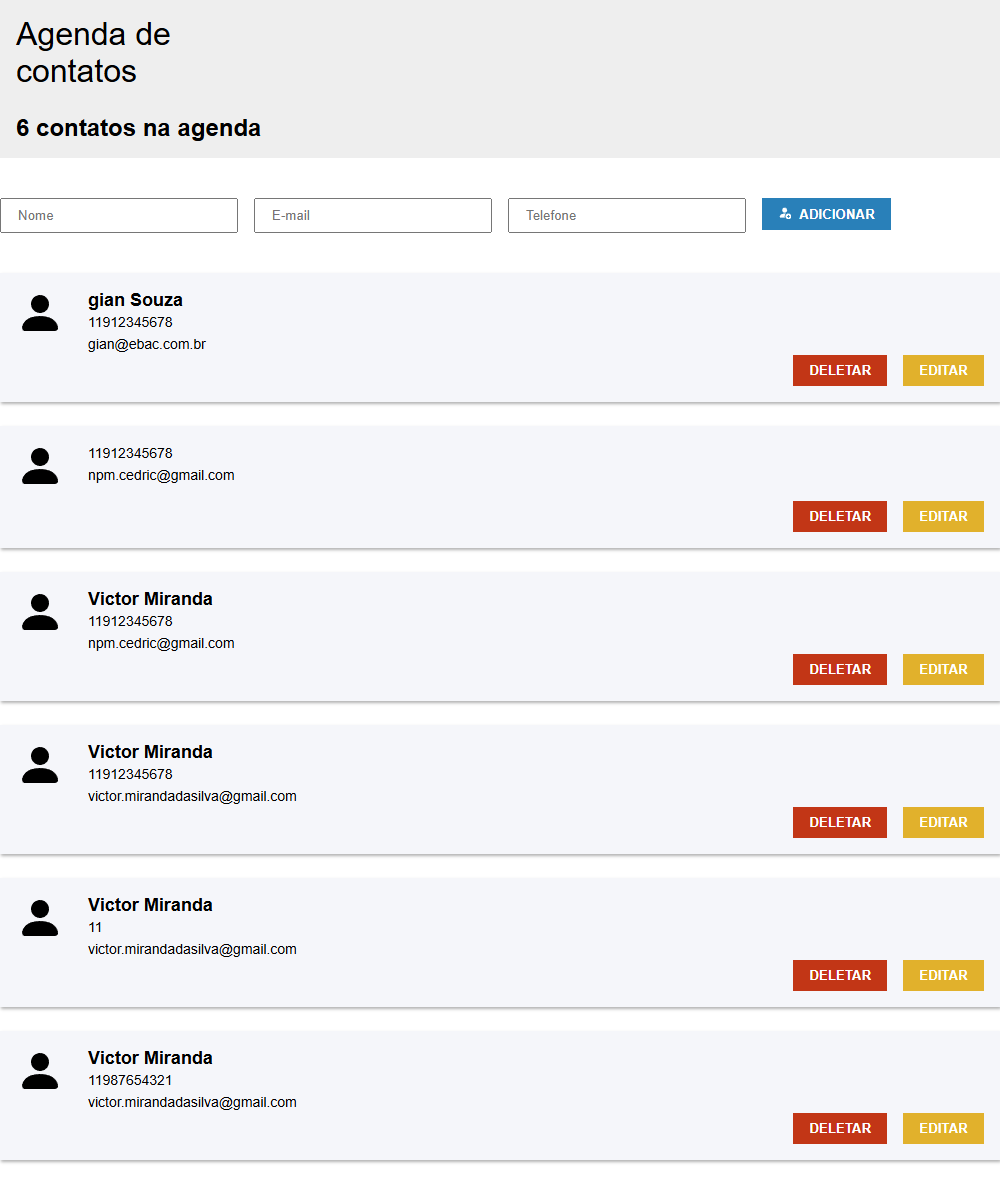 Agenda de
contatos
6 contatos na agenda
Nome E-mail Telefone ADICIONAR
gian Souza
11912345678
gian@ebac.com.br
DELETAR EDITAR
11912345678
npm.cedric@gmail.com
DELETAR EDITAR
Victor Miranda
11912345678
npm.cedric@gmail.com
DELETAR EDITAR
Victor Miranda
11912345678
victor.mirandadasilva@gmail.com
DELETAR EDITAR
Victor Miranda
11
victor.mirandadasilva@gmail.com
DELETAR EDITAR
Victor Miranda
11987654321
victor.mirandadasilva@gmail.com
DELETAR EDITAR